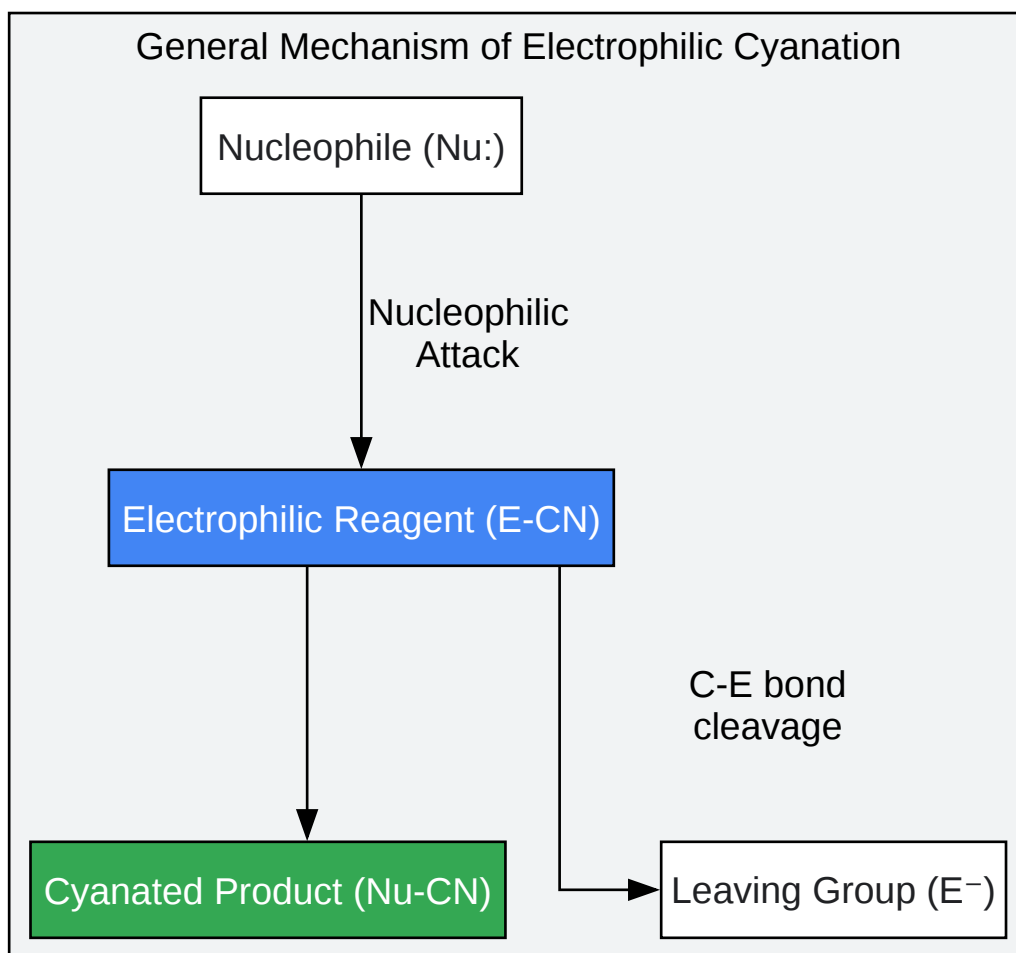 General Mechanism of Electrophilic Cyanation
Nucleophile (Nu:)
Nucleophilic
Attack
Electrophilic Reagent (E-CN)
C-E bond
cleavage
Cyanated Product (Nu-CN)
Leaving Group (E⁻)